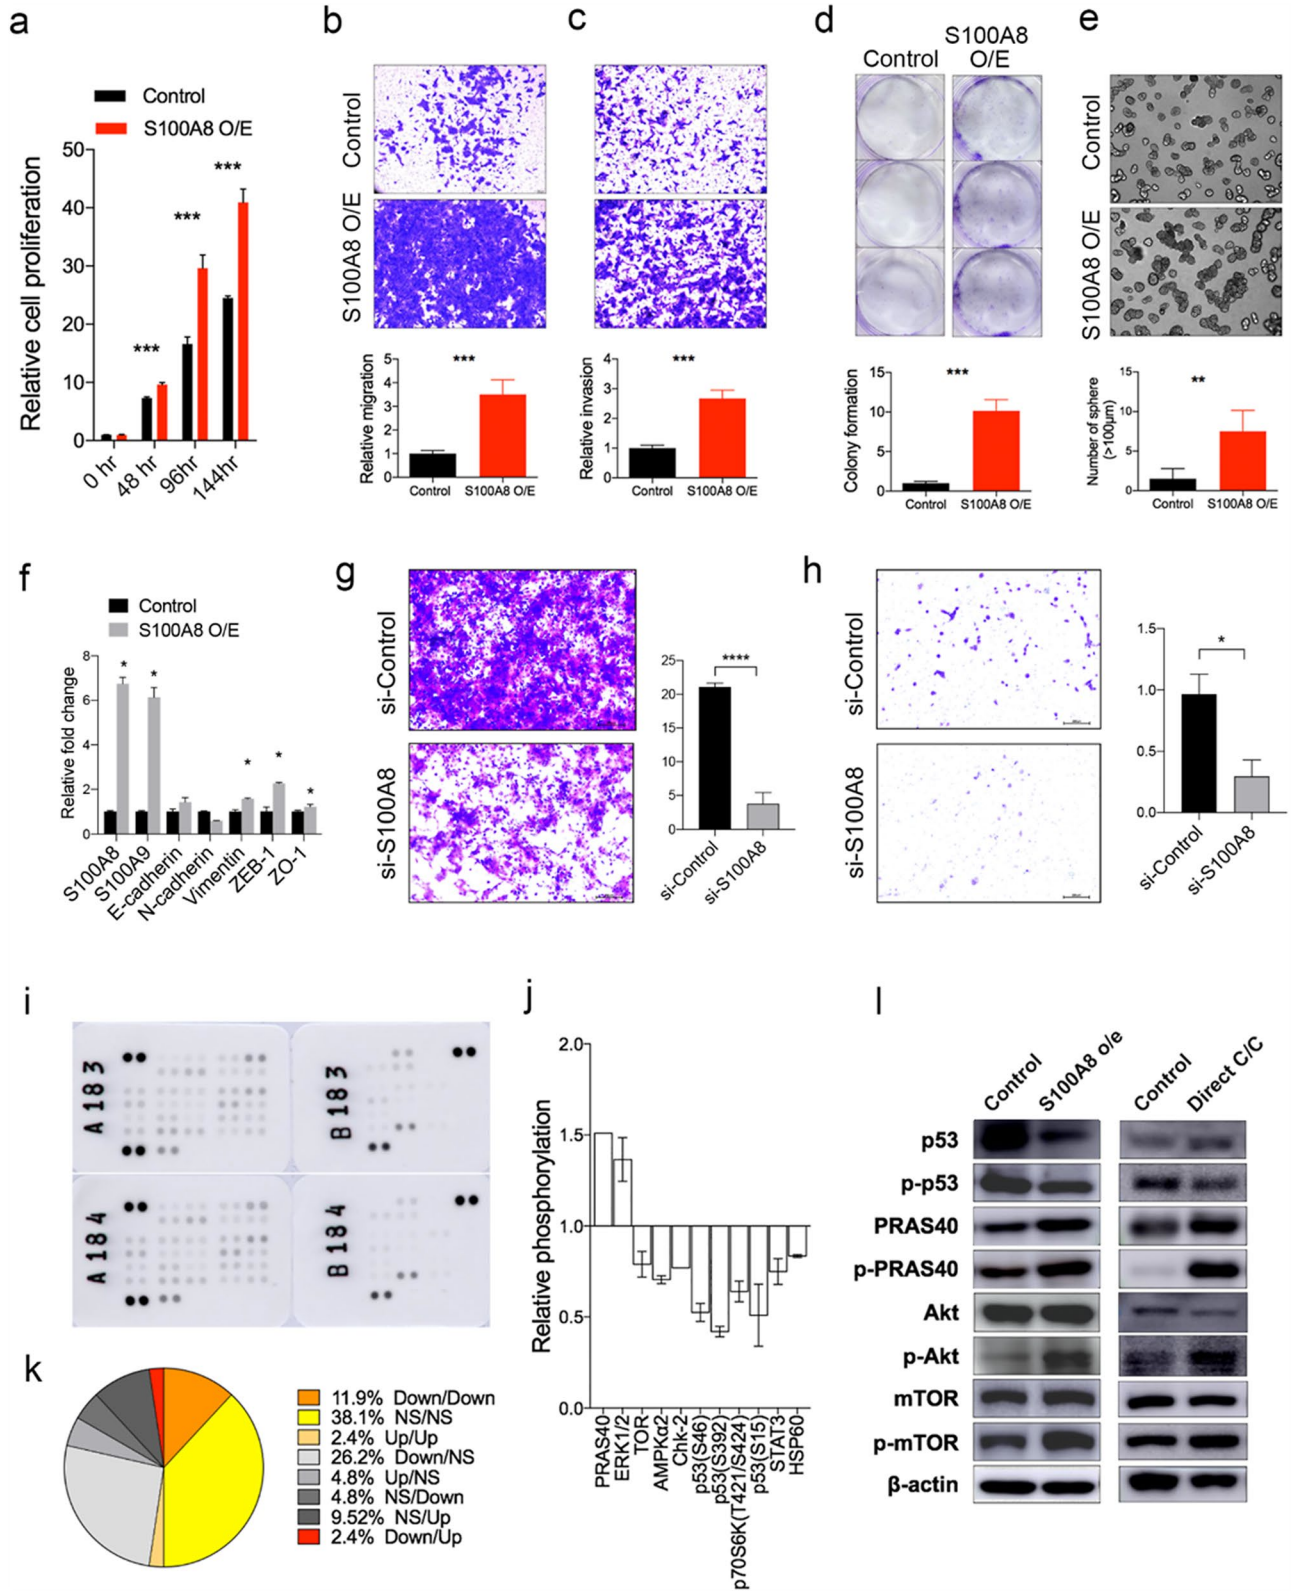 a
Control
S100A8 O/E
Relative cell proliferation
50
40
30
20
10
0
***
***
***
0 hr
48 hr
96hr
144hr
b
Control
S100A8 O/E
Relative migration
5
4
3
2
1
0
***
Control
S100A8 O/E
c
Relative invasion
4
3
2
1
0
***
Control
S100A8 O/E
d
Control
S100A8
O/E
Colony formation
15
10
5
0
***
Control
S100A8 O/E
e
Control
S100A8 O/E
Number of sphere
(>100μm)
15
10
5
0
**
Control
S100A8 O/E
f
Control
S100A8 O/E
Relative fold change
8
6
4
2
0
*
*
*
*
*
S100A8
S100A9
E-cadherin
N-cadherin
Vimentin
ZEB-1
ZO-1
g
si-Control
si-S100A8
25
20
15
10
5
0
****
si-Control
si-S100A8
h
si-Control
si-S100A8
1.5
1.0
0.5
0.0
*
si-Control
si-S100A8
i
A183
B183
A184
B184
j
Relative phosphorylation
2.0
1.5
1.0
0.5
0.0
PRAS40
ERK1/2
TOR
AMPKα2
Chk-2
p53(S46)
p53(S392)
p70S6K(T421/S424)
p53(S15)
STAT3
HSP60
k
11.9% Down/Down
38.1% NS/NS
2.4% Up/Up
26.2% Down/NS
4.8% Up/NS
4.8% NS/Down
9.52% NS/Up
2.4% Down/Up
l
Control
S100A8 o/e
Control
Direct C/C
p53
p-p53
PRAS40
p-PRAS40
Akt
p-Akt
mTOR
p-mTOR
β-actin